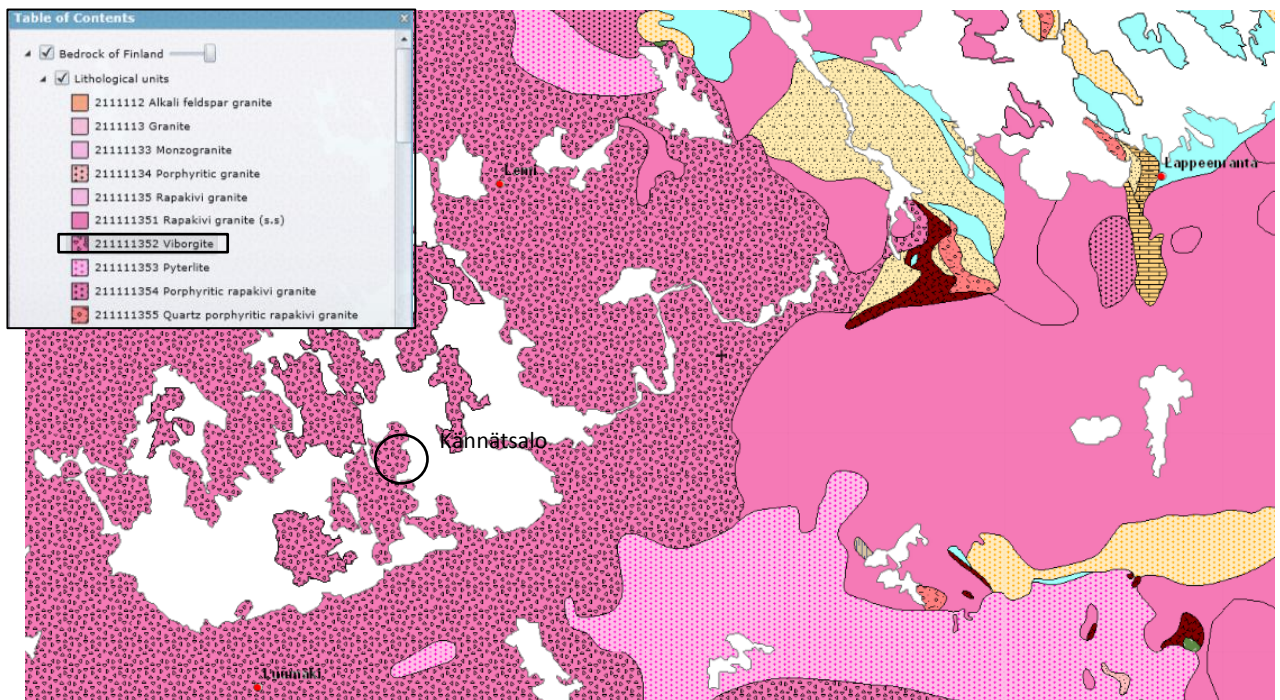 Table of Contents
Bedrock of Finland
Lithological units
2111112 Alkali feldspar granite
2111113 Granite
21111133 Monzogranite
21111134 Porphyritic granite
21111135 Rapakivi granite
211111351 Rapakivi granite (s.s)
211111352 Viborgite
211111353 Pyterlite
211111354 Porphyritic rapakivi granite
211111355 Quartz porphyritic rapakivi granite
Lemi
Lappeenranta
Kännätsalo
Luumäki